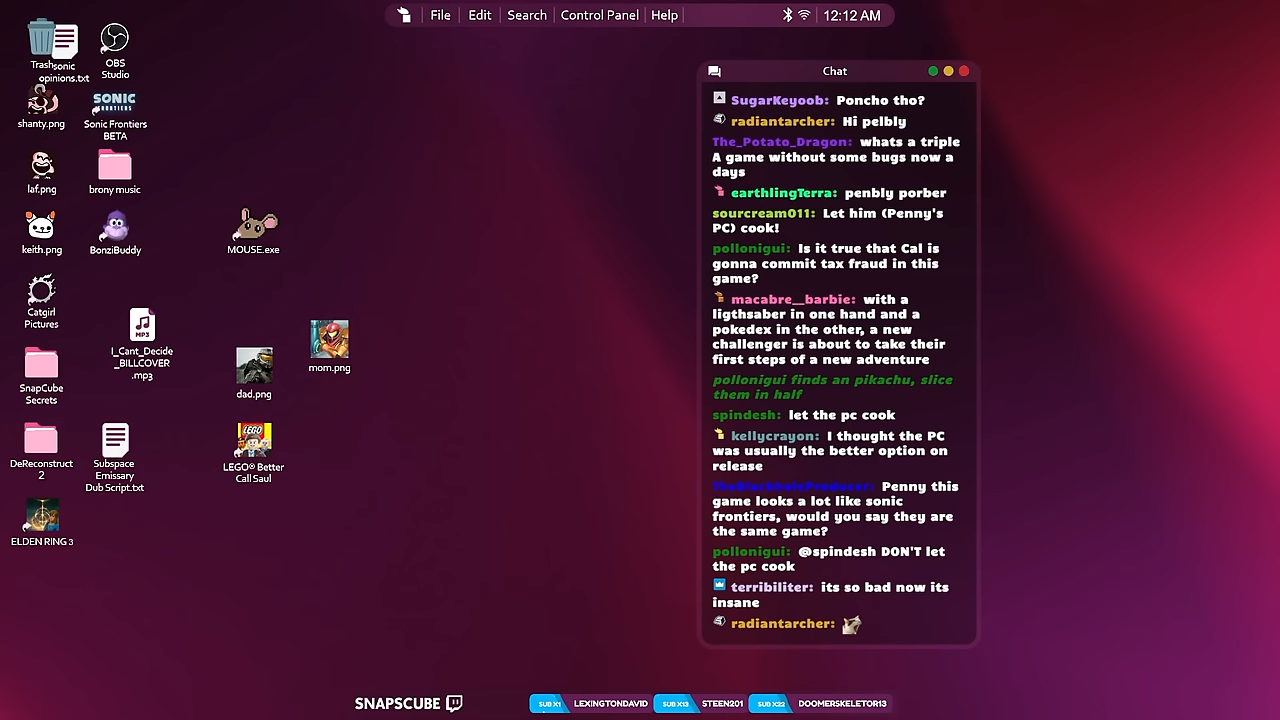 File Edit Search Control Panel Help 12:12 AM
Trash
sonic
opinions.txt
OBS
Studio
shanty.png
SONIC
FRONTIERS
Sonic Frontiers
BETA
laf.png
brony music
keith.png
BonziBuddy
MOUSE.exe
Catgirl
Pictures
MP3
I_Cant_Decide
_BILLCOVER
.mp3
dad.png
mom.png
SnapCube
Secrets
DeReconstruct
2
Subspace
Emissary
Dub Script.txt
LEGO
LEGO® Better
Call Saul
ELDEN RING 3
Chat
SugarKeyoob: Poncho tho?
radiantarcher: Hi pelbly
The_Potato_Dragon: whats a triple
A game without some bugs now a
days
earthlingTerra: penbly porber
sourcream011: Let him (Penny's
PC) cook!
pollonigui: Is it true that Cal is
gonna commit tax fraud in this
game?
macabre__barbie: with a
ligthsaber in one hand and a
pokedex in the other, a new
challenger is about to take their
first steps of a new adventure
pollonigui finds an pikachu, slice
them in half
spindesh: let the pc cook
kellycrayon: I thought the PC
was usually the better option on
release
TheBlackholeProducer: Penny this
game looks a lot like sonic
frontiers, would you say they are
the same game?
pollonigui: @spindesh DON'T let
the pc cook
terribiliter: its so bad now its
insane
radiantarcher:
SNAPSCUBE
SUB X1 LEXINGTONDAVID SUB X13 STEEN201 SUB X22 DOOMERSKELETOR13